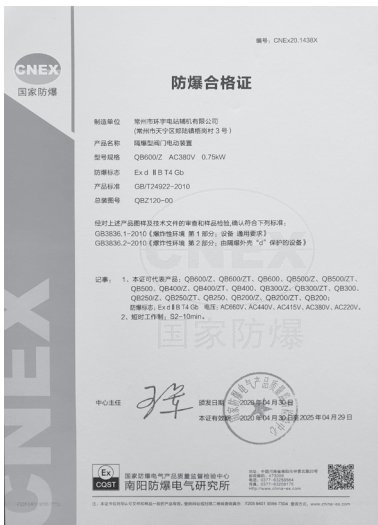 编号：CNEx20.1438X
CNEX
国家防爆
防爆合格证
制造单位 常州市环宇电站辅机有限公司
(常州市天宁区郑陆镇梧岗村3号)
产品名称 隔爆型阀门电动装置
型号规格 QB600/Z AC380V 0.75kW
防爆标志 Ex d Ⅱ B T4 Gb
产品标准 GB/T24922-2010
总装图号 QBZ120-00
经对上述产品图样及技术文件的审查和样品检验,确认符合下列标准:
GB3836.1-2010《爆炸性环境 第1部分：设备 通用要求》
GB3836.2-2010《爆炸性环境 第2部分：由隔爆外壳“d”保护的设备》
记事： 1、本证可代表产品：QB600/Z、QB600/ZT、QB600、QB500/Z、QB500/ZT、
QB500、QB400/Z、QB400/ZT、QB400、QB300/Z、QB300/ZT、QB300、
QB250/Z、QB250/ZT、QB250、QB200/Z、QB200/ZT、QB200;
防爆标志: Ex d Ⅱ B T4 Gb 电压: AC660V、AC440V、AC415V、AC380V、AC220V。
2、短时工作制: S2-10min。
CNEX
国家防爆
中心主任
颁发日期 2020年04月30日
本证有效期 2020年04月30日至2025年04月29日
CNEX
Ex
CQST
国家防爆电气产品质量监督检验中心
南阳防爆电气研究所